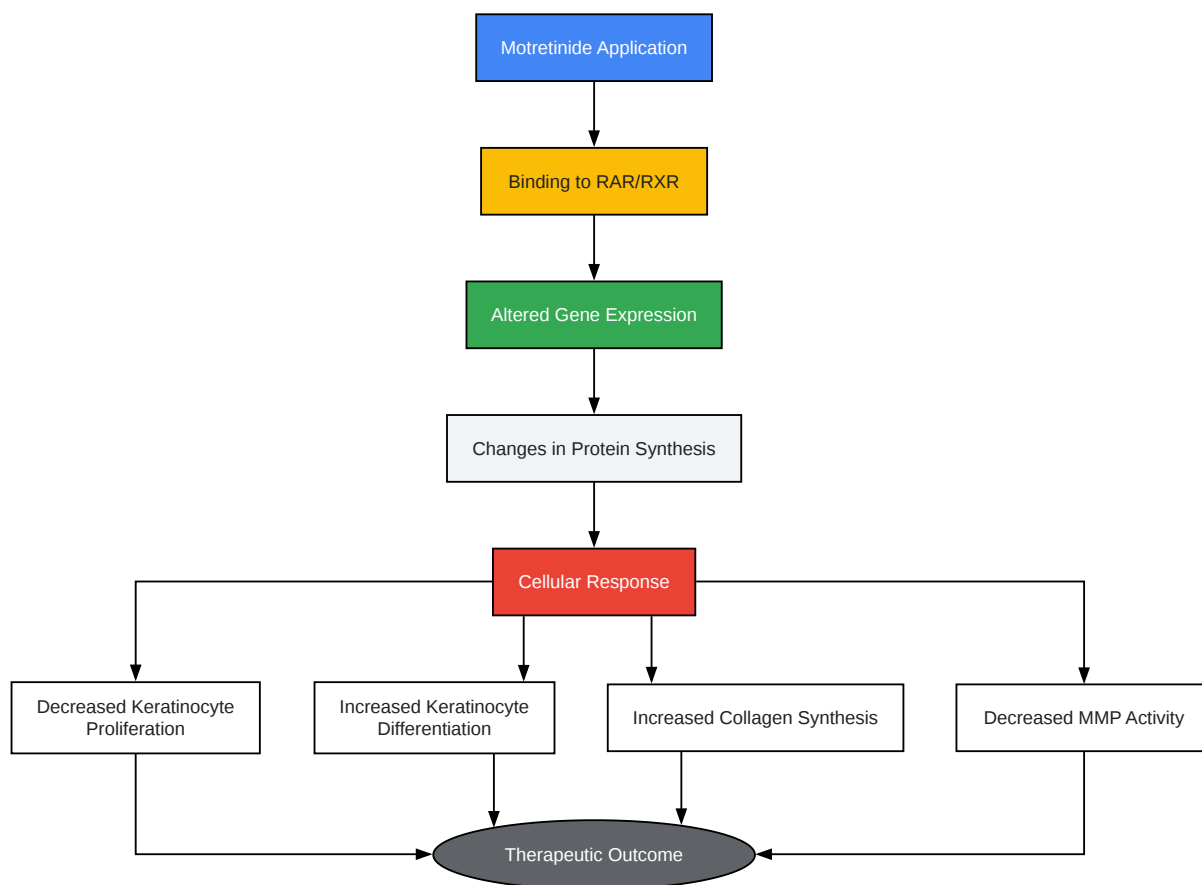 Motretinide Application
Binding to RAR/RXR
Altered Gene Expression
Changes in Protein Synthesis
Cellular Response
Decreased Keratinocyte
Proliferation
Increased Keratinocyte
Differentiation
Increased Collagen Synthesis
Decreased MMP Activity
Therapeutic Outcome